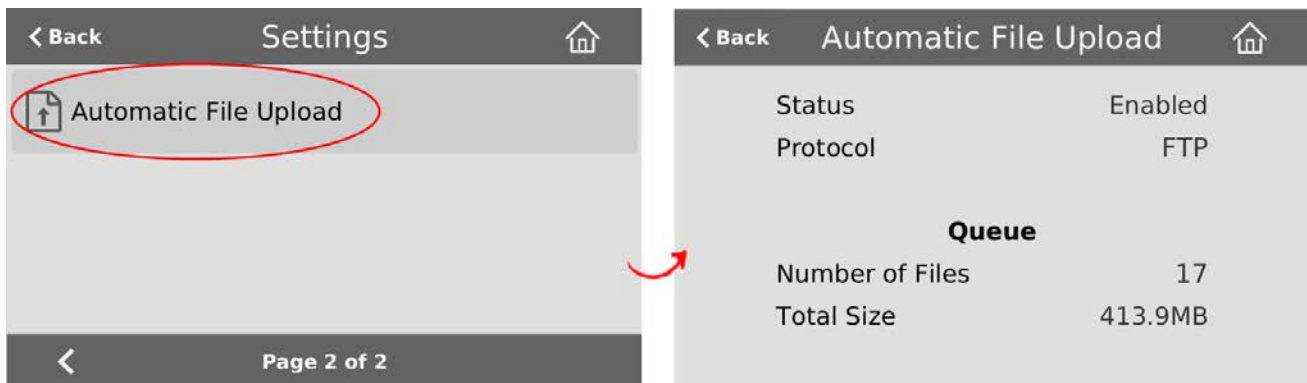 Back Settings
Automatic File Upload
Page 2 of 2
Back Automatic File Upload
Status Enabled
Protocol FTP
Queue
Number of Files 17
Total Size 413.9MB